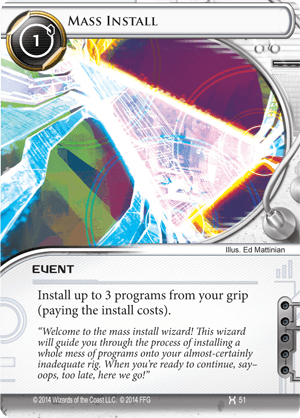 1
MASS INSTALL
Illus. Ed Mattinian
EVENT
Install up to 3 programs from your grip
(paying the install costs).
“Welcome to the mass install wizard! This wizard
will guide you through the process of installing a
whole mess of programs onto your almost-certainly
inadequate rig. When you’re ready to continue, say–
oops, too late, here we go!”
© 2014 Wizards of the Coast LLC. © 2014 FFG
51